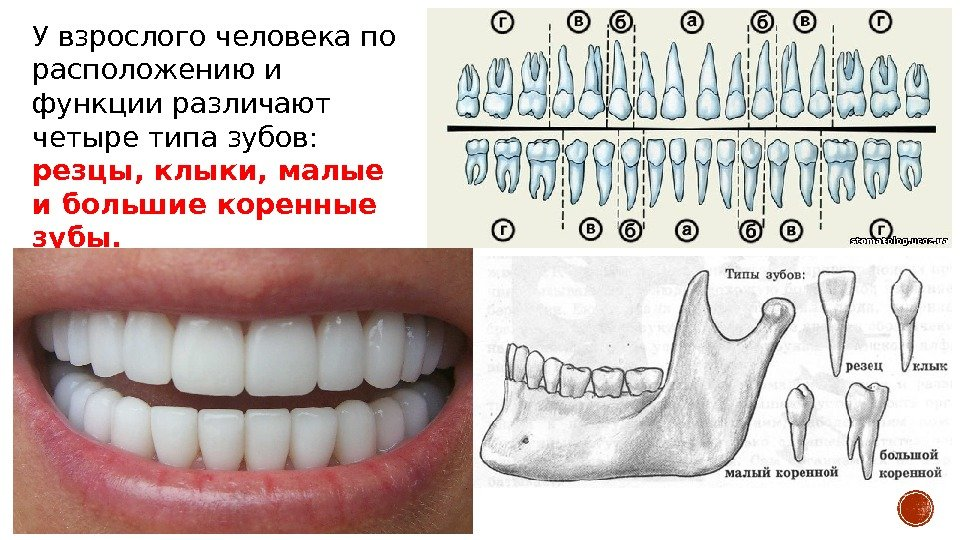 У взрослого человека по
расположению и
функции различают
четыре типа зубов:
резцы, клыки, малые
и большие коренные
зубы.
г в б а б в г
г в б а б в г
stomatolog.ucoz.ua
Типы зубов:
резец
клык
малый коренной
большой
коренной